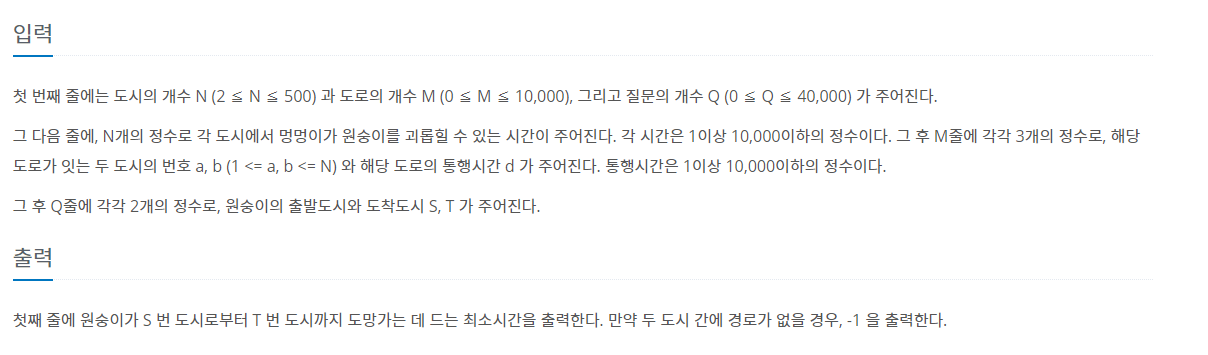 입력
첫 번째 줄에는 도시의 개수 N (2 ≤ N ≤ 500) 과 도로의 개수 M (0 ≤ M ≤ 10,000), 그리고 질문의 개수 Q (0 ≤ Q ≤ 40,000) 가 주어진다.
그 다음 줄에, N개의 정수로 각 도시에서 멍멍이가 원숭이를 괴롭힐 수 있는 시간이 주어진다. 각 시간은 1이상 10,000이하의 정수이다. 그 후 M줄에 각각 3개의 정수로, 해당
도로가 잇는 두 도시의 번호 a, b (1 <= a, b <= N) 와 해당 도로의 통행시간 d 가 주어진다. 통행시간은 1이상 10,000이하의 정수이다.
그 후 Q줄에 각각 2개의 정수로, 원숭이의 출발도시와 도착도시 S, T 가 주어진다.
출력
첫째 줄에 원숭이가 S 번 도시로부터 T 번 도시까지 도망가는 데 드는 최소시간을 출력한다. 만약 두 도시 간에 경로가 없을 경우, -1 을 출력한다.